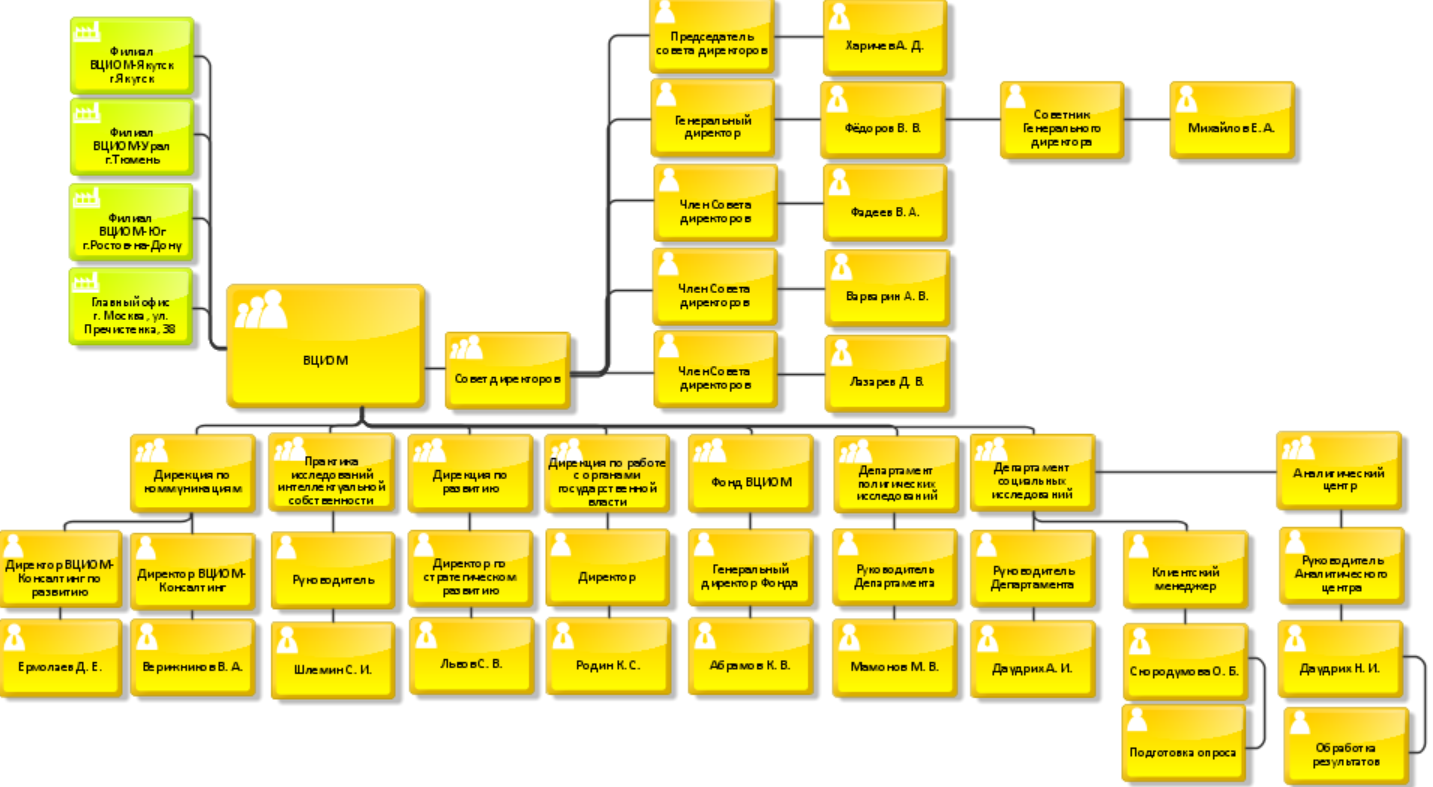 Филиал
ВЦИОМ-Якутск
г.Якутск
Филиал
ВЦИОМ-Урал
г.Тюмень
Филиал
ВЦИОМ-Юг
г.Ростов-на-Дону
Главный офис
г. Москва, ул.
Пречистенка, 38
ВЦИОМ
Совет директоров
Председатель
совета директоров
Харичев А. Д.
Генеральный
директор
Фёдоров В. В.
Советник
Генерального
директора
Михайлов Е. А.
Член Совета
директоров
Фадеев В. А.
Член Совета
директоров
Варварин А. В.
Член Совета
директоров
Лазарев Д. В.
Дирекция по
коммуникациям
Практика
исследований
интеллектуальной
собственности
Дирекция по
развитию
Дирекция по работе
с органами
государственной
власти
Фонд ВЦИОМ
Департамент
политических
исследований
Департамент
социальных
исследований
Аналитический
центр
Директор ВЦИОМ-
Консалтинг по
развитию
Директор ВЦИОМ-
Консалтинг
Руководитель
Директор по
стратегическом
развитию
Директор
Генеральный
директор Фонда
Руководитель
Департамента
Руководитель
Департамента
Клиентский
менеджер
Руководитель
Аналитического
центра
Ермолаев Д. Е.
Верижников В. А.
Шлемин С. И.
Львов С. В.
Родин К. С.
Абрамов К. В.
Мамонов М. В.
Даудрих А. И.
Скородумова О. Б.
Даудрих Н. И.
Подготовка опроса
Обработка
результатов